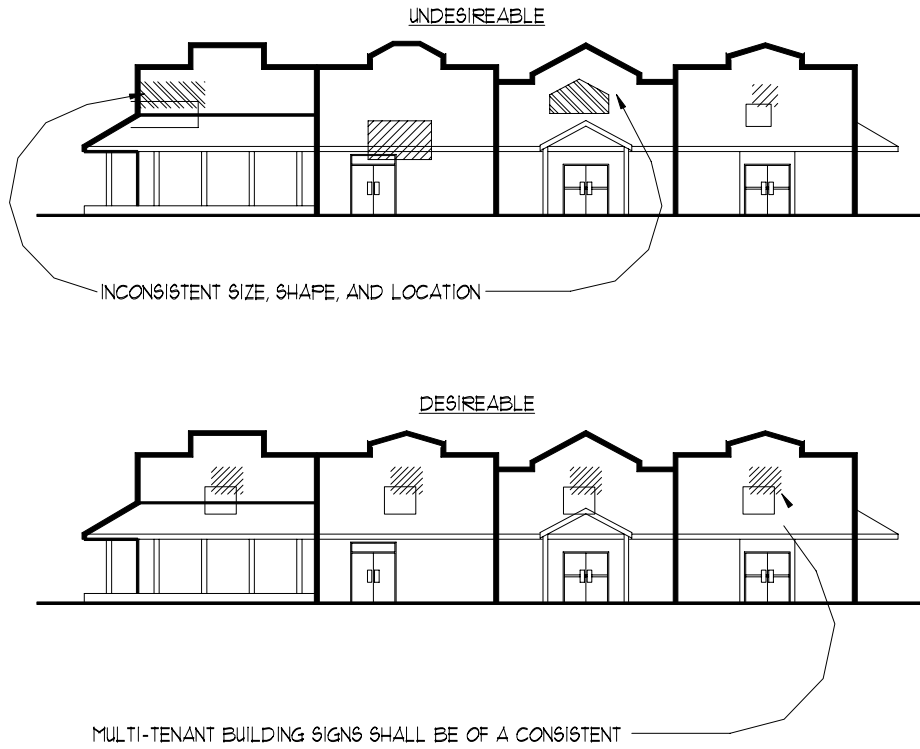 UNDESIREABLE
INCONSISTENT SIZE, SHAPE, AND LOCATION
DESIREABLE
MULTI-TENANT BUILDING SIGNS SHALL BE OF A CONSISTENT